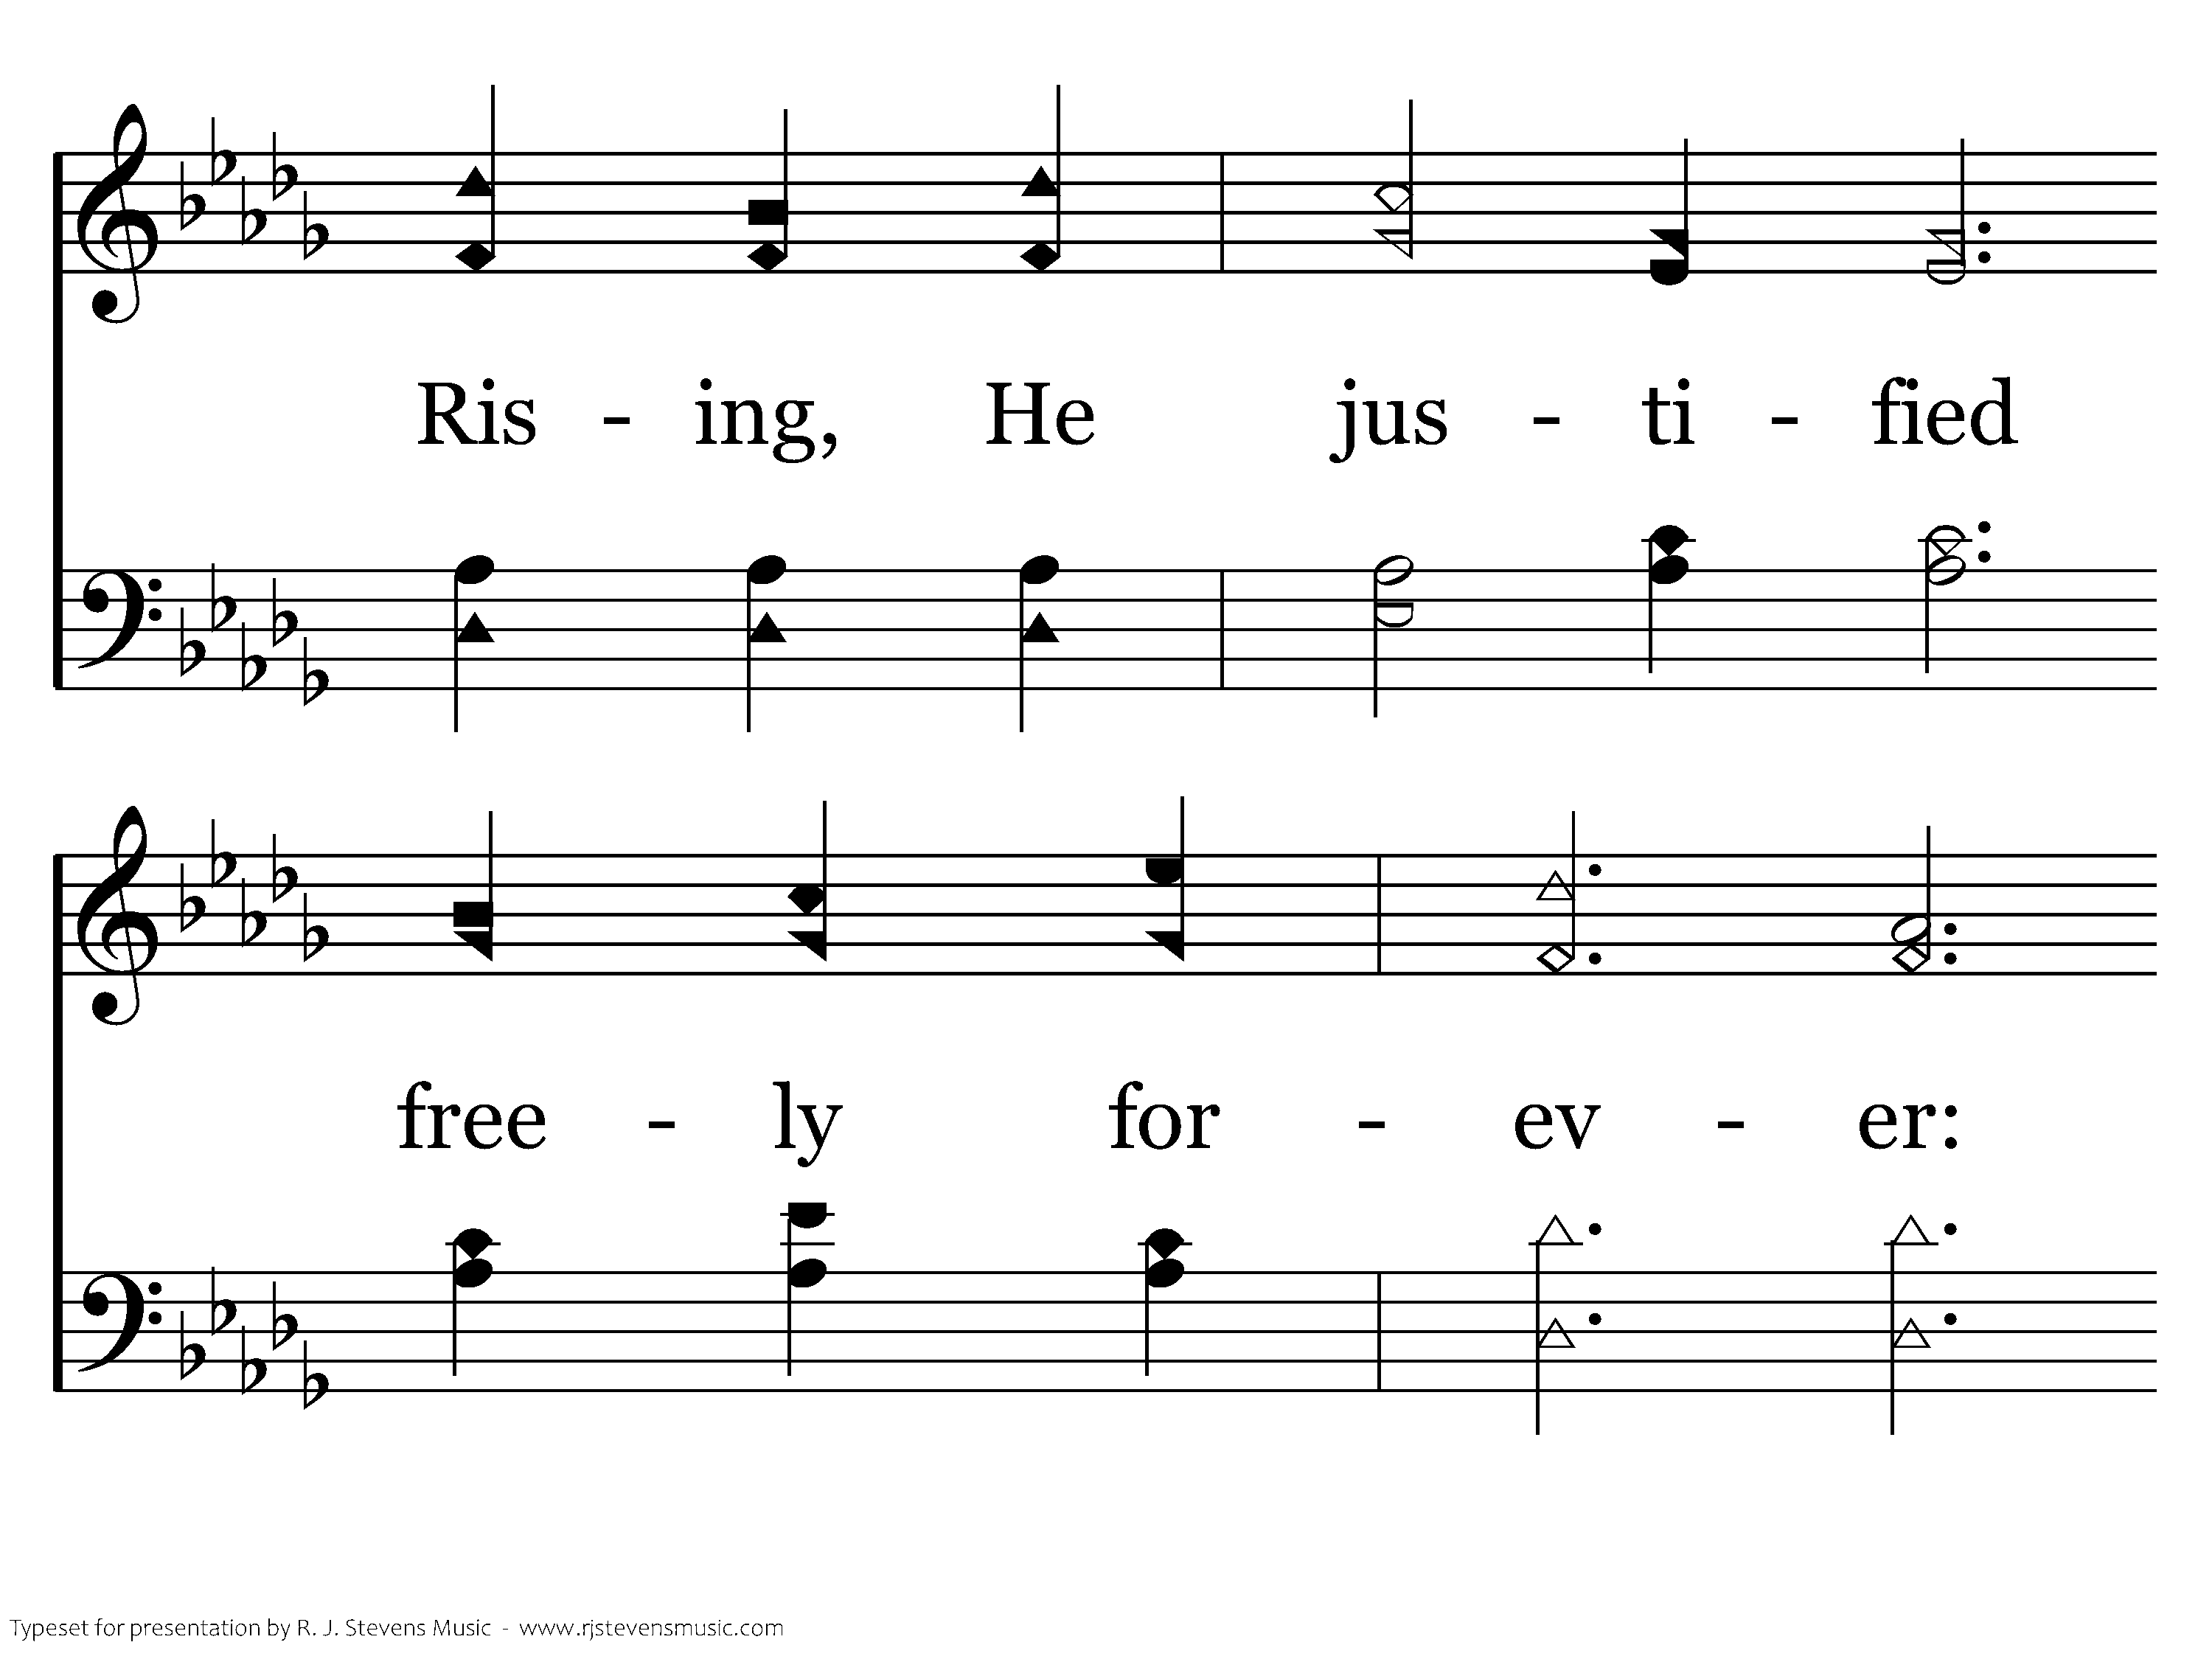 Ris - ing, He jus - ti - fied
free - ly for - ev - er:
Typeset for presentation by R. J. Stevens Music - www.rjstevensmusic.com